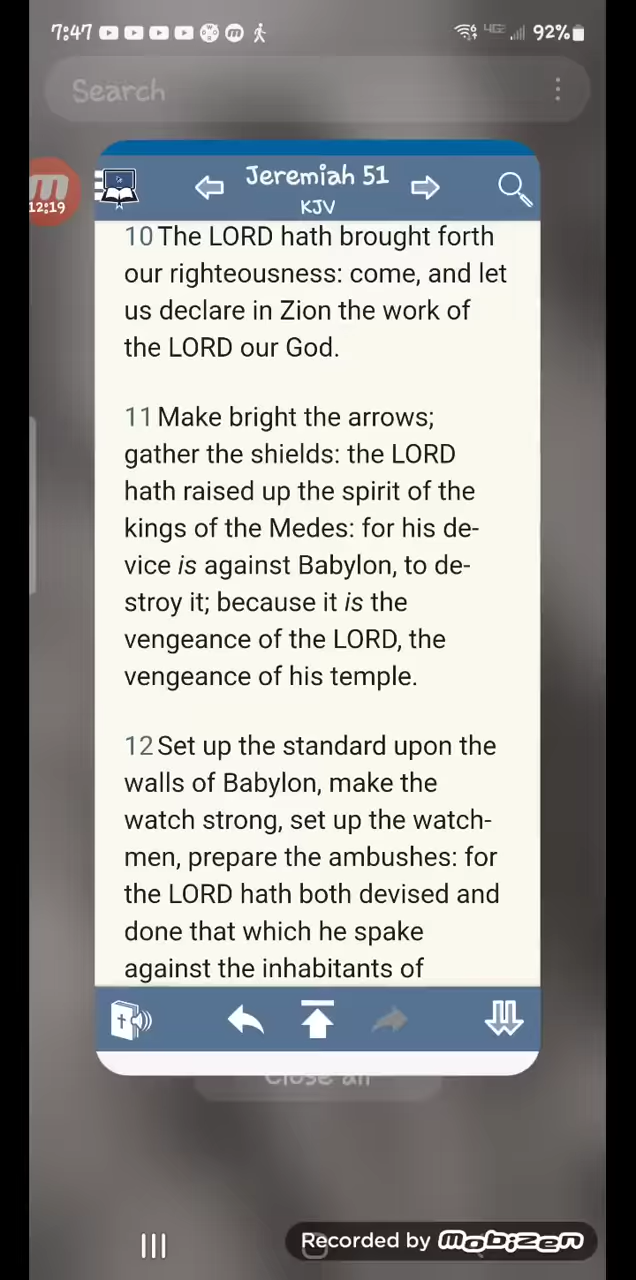 7:47 92%
Search
12:19
Jeremiah 51
KJV
10 The LORD hath brought forth
our righteousness: come, and let
us declare in Zion the work of
the LORD our God.
11 Make bright the arrows;
gather the shields: the LORD
hath raised up the spirit of the
kings of the Medes: for his de-
vice is against Babylon, to de-
stroy it; because it is the
vengeance of the LORD, the
vengeance of his temple.
12 Set up the standard upon the
walls of Babylon, make the
watch strong, set up the watch-
men, prepare the ambushes: for
the LORD hath both devised and
done that which he spake
against the inhabitants of
Close all
Recorded by mobizen